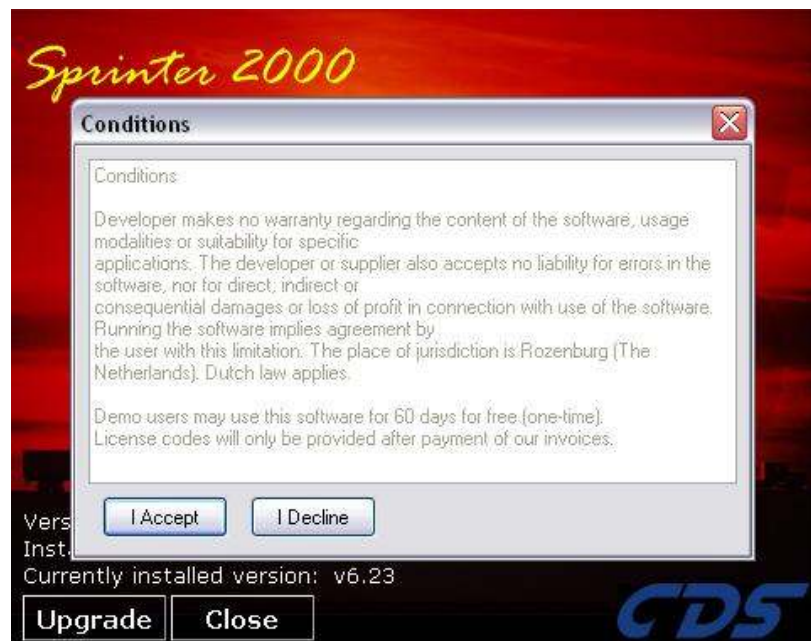 Sprinter 2000
Conditions
Conditions
Developer makes no warranty regarding the content of the software, usage
modalities or suitability for specific
applications. The developer or supplier also accepts no liability for errors in the
software, nor for direct, indirect or
consequential damages or loss of profit in connection with use of the software.
Running the software implies agreement by
the user with this limitation. The place of jurisdiction is Rozenburg (The
Netherlands). Dutch law applies.
Demo users may use this software for 60 days for free (one-time).
License codes will only be provided after payment of our invoices.
I Accept
I Decline
Vers
Inst
Currently installed version: v6.23
Upgrade
Close
CDS